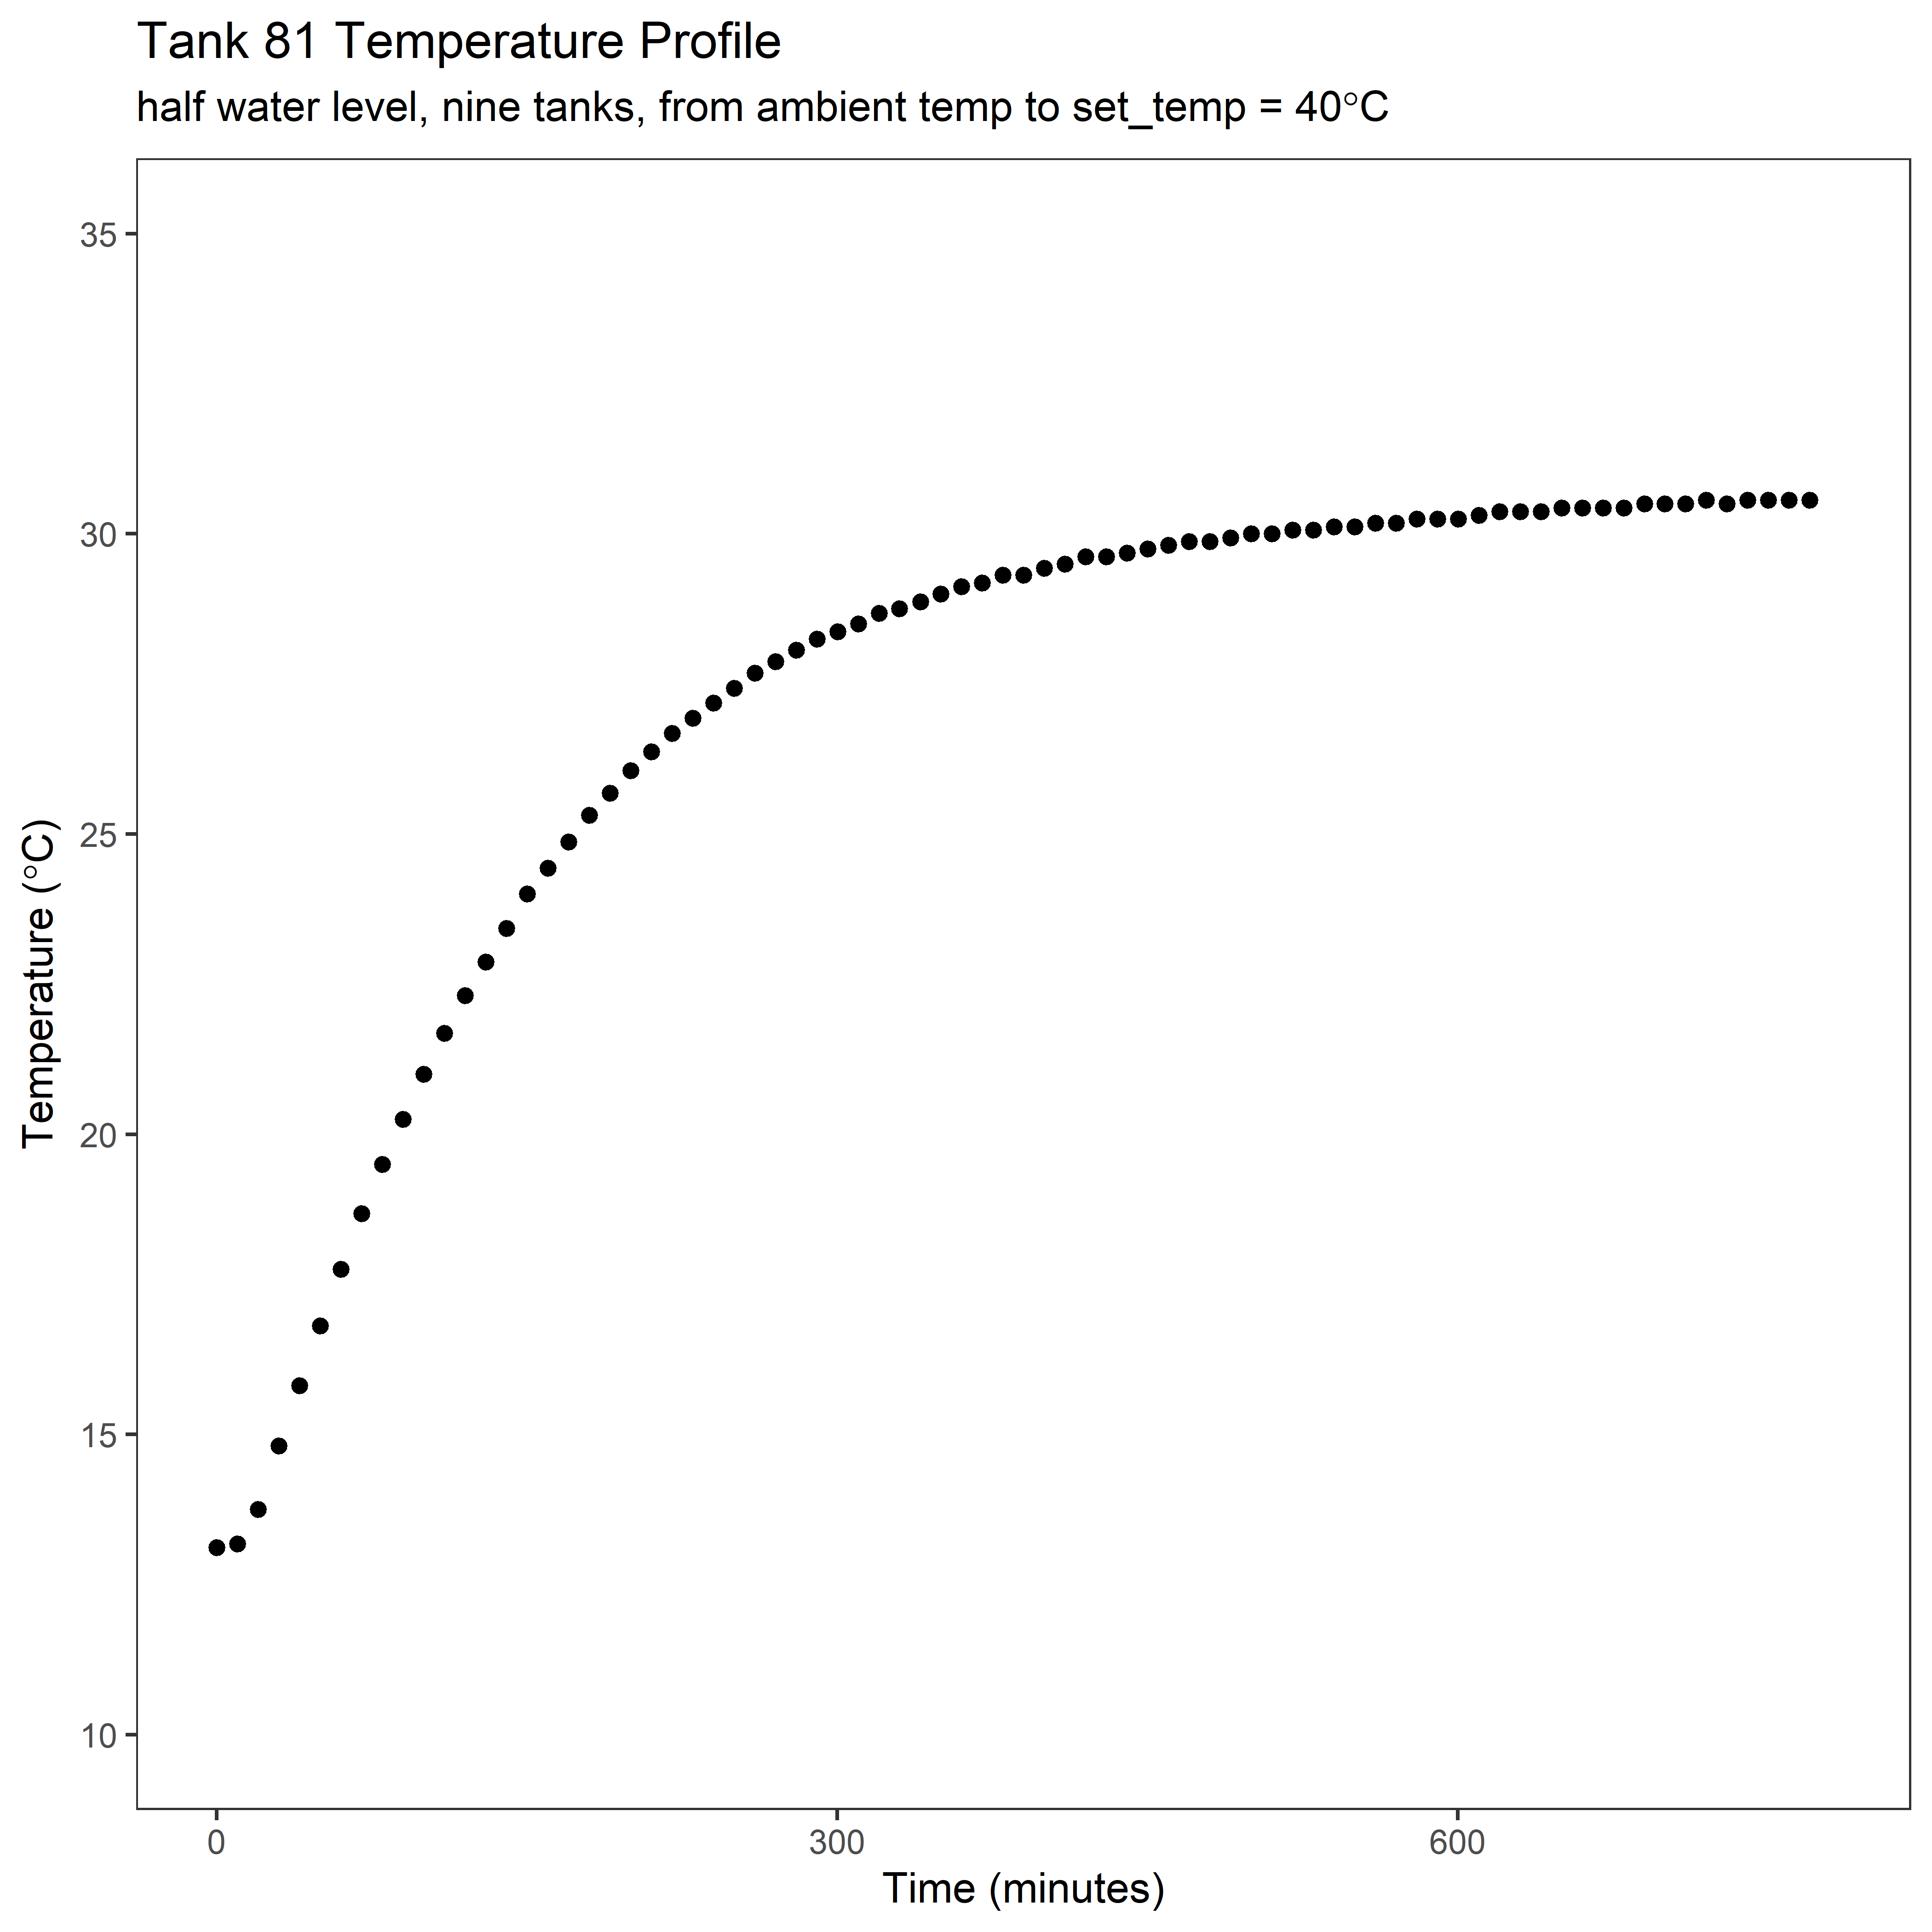 Tank 81 Temperature Profile
half water level, nine tanks, from ambient temp to set_temp = 40°C
35
30
25
20
15
10
Temperature (°C)
0
300
600
Time (minutes)